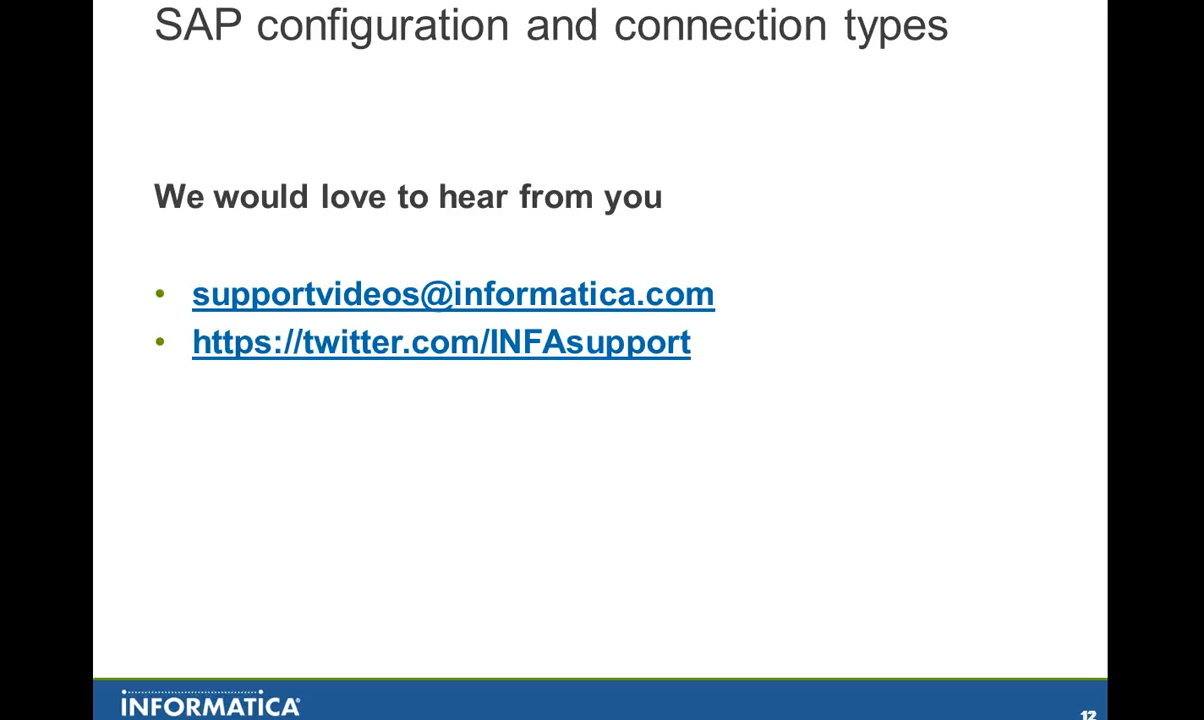 SAP configuration and connection types
We would love to hear from you
• supportvideos@informatica.com
• https://twitter.com/INFAsupport
INFORMATICA
12